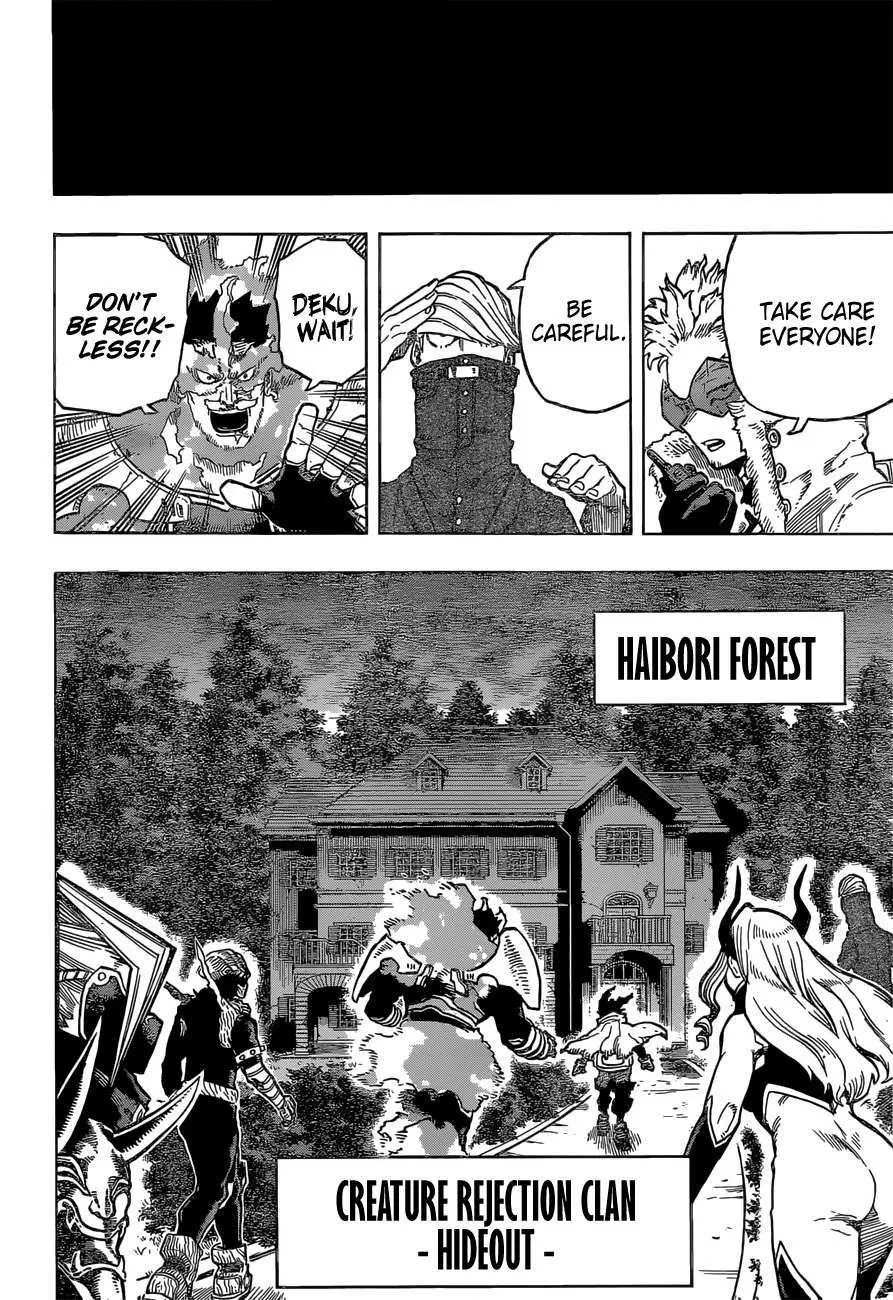 TAKE CARE
EVERYONE!
BE
CAREFUL.
DEKU,
WAIT!
DON'T
BE RECK-
LESS!!
HAIBORI FOREST
CREATURE REJECTION CLAN
- HIDEOUT -